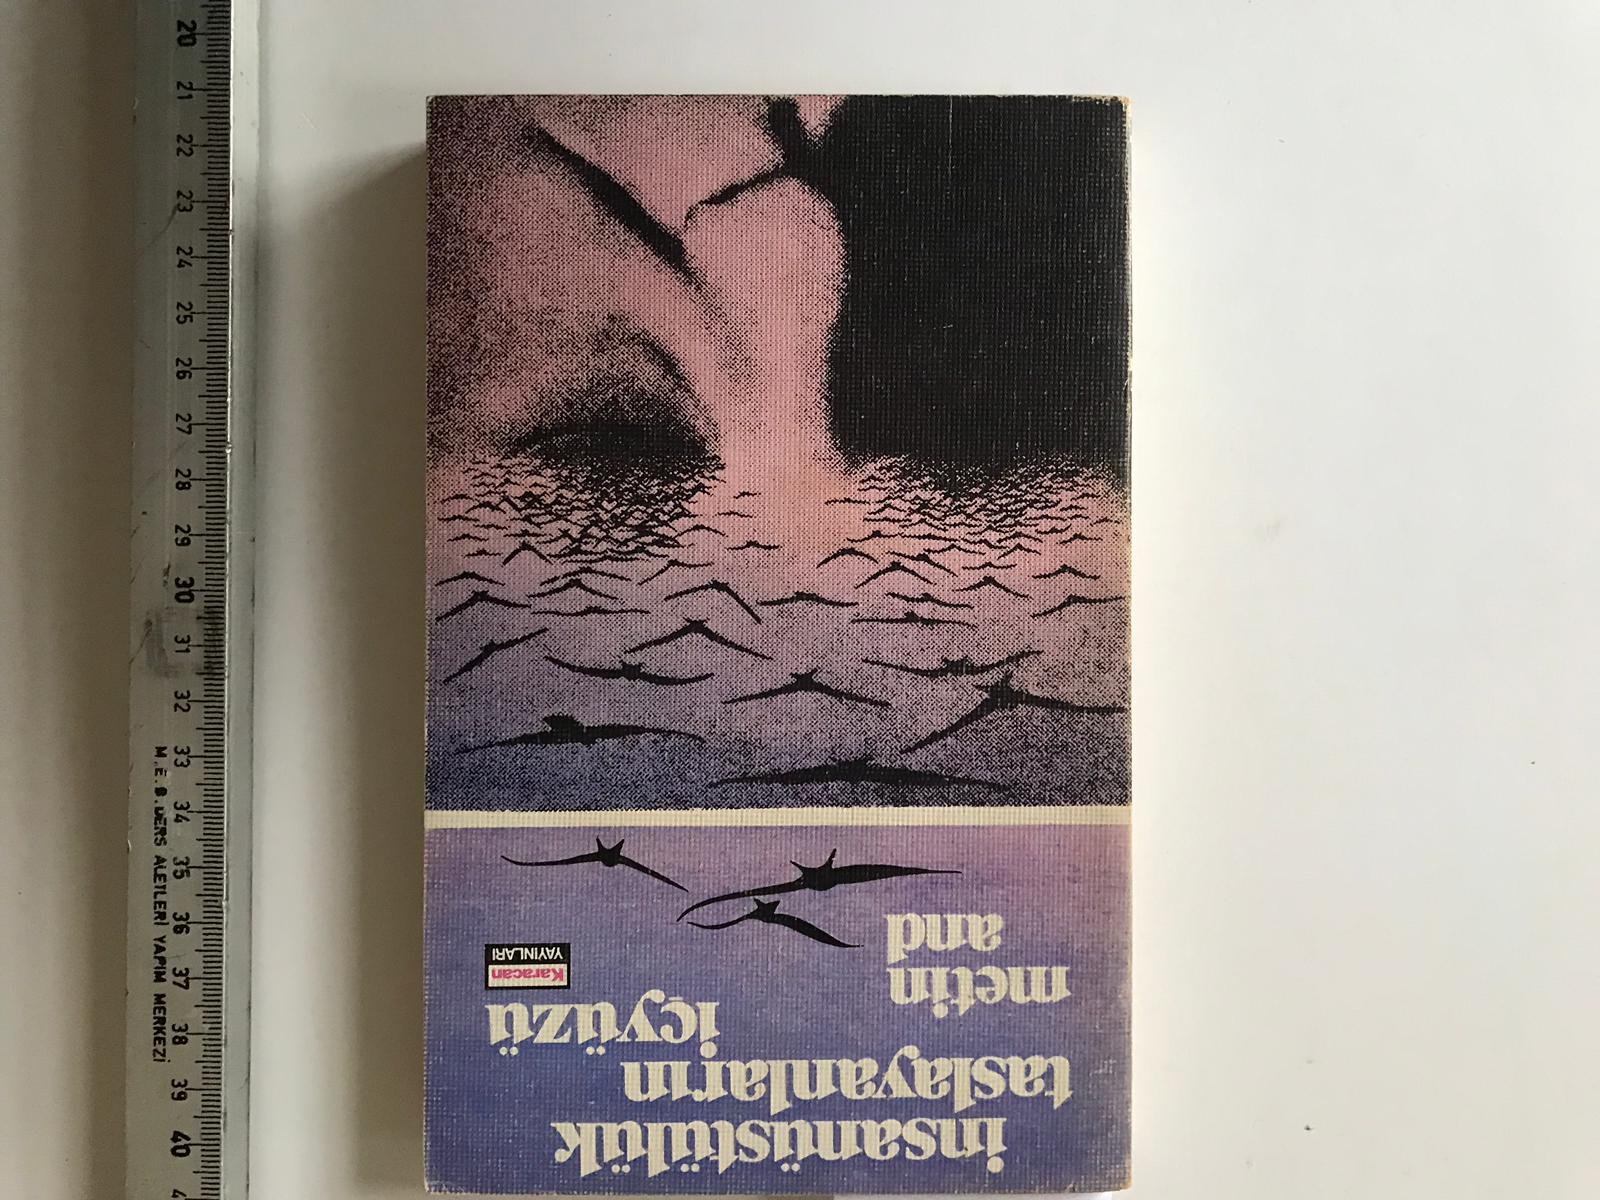 insanüstülük
taslayanların
içyüzü
metin
and
Karacan
YAYINLARI
20
21
22
23
24
25
26
27
28
29
30
31
32
33
34
35
36
37
38
39
40
M.E.B.DERS ALETLERİ YAPIM MERKEZİ